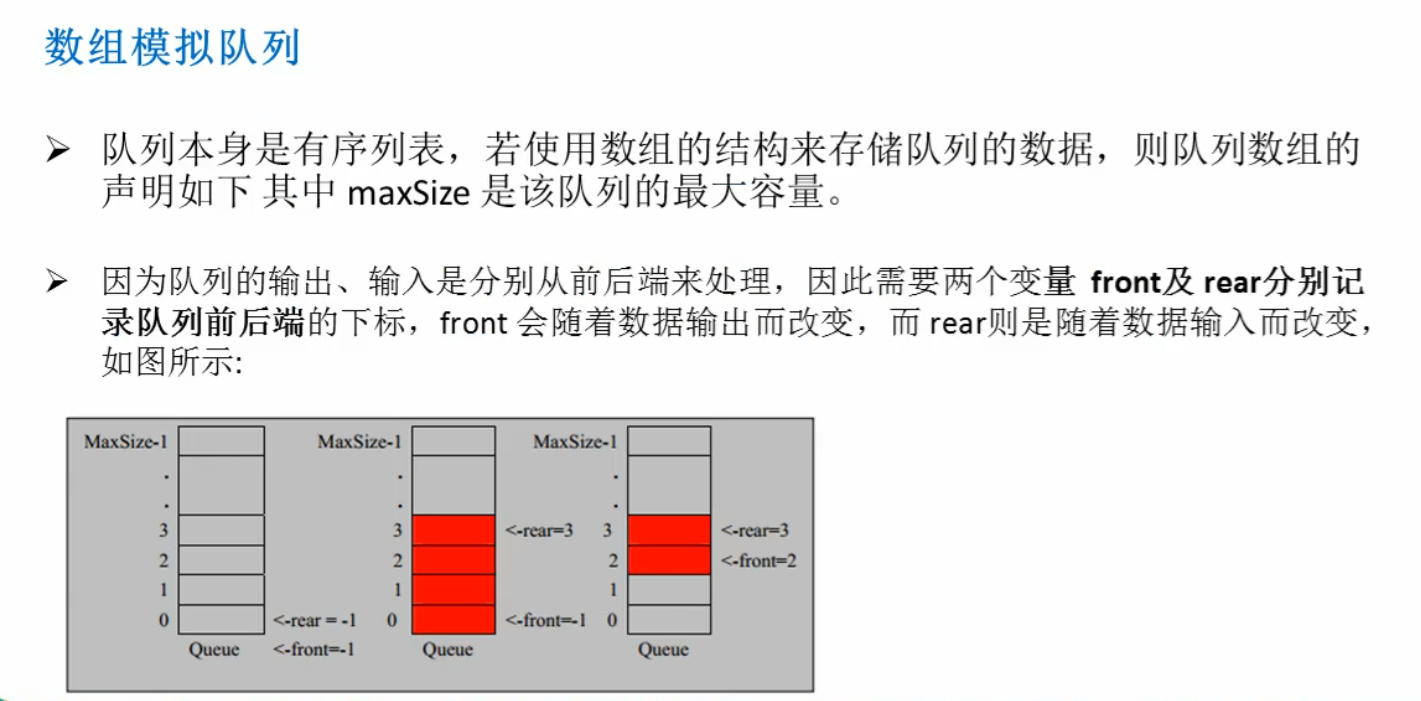 数组模拟队列
➢ 队列本身是有序列表，若使用数组的结构来存储队列的数据，则队列数组的
声明如下 其中 maxSize 是该队列的最大容量。
➢ 因为队列的输出、输入是分别从前后端来处理，因此需要两个变量 front及 rear分别记
录队列前后端的下标，front 会随着数据输出而改变，而 rear则是随着数据输入而改变，
如图所示:
MaxSize-1 MaxSize-1 MaxSize-1
. . .
. . .
3 3 <-rear=3 3 <-rear=3
2 2 2 <-front=2
1 1 1
0 <-rear = -1 0 <-front=-1 0
Queue <-front=-1 Queue Queue